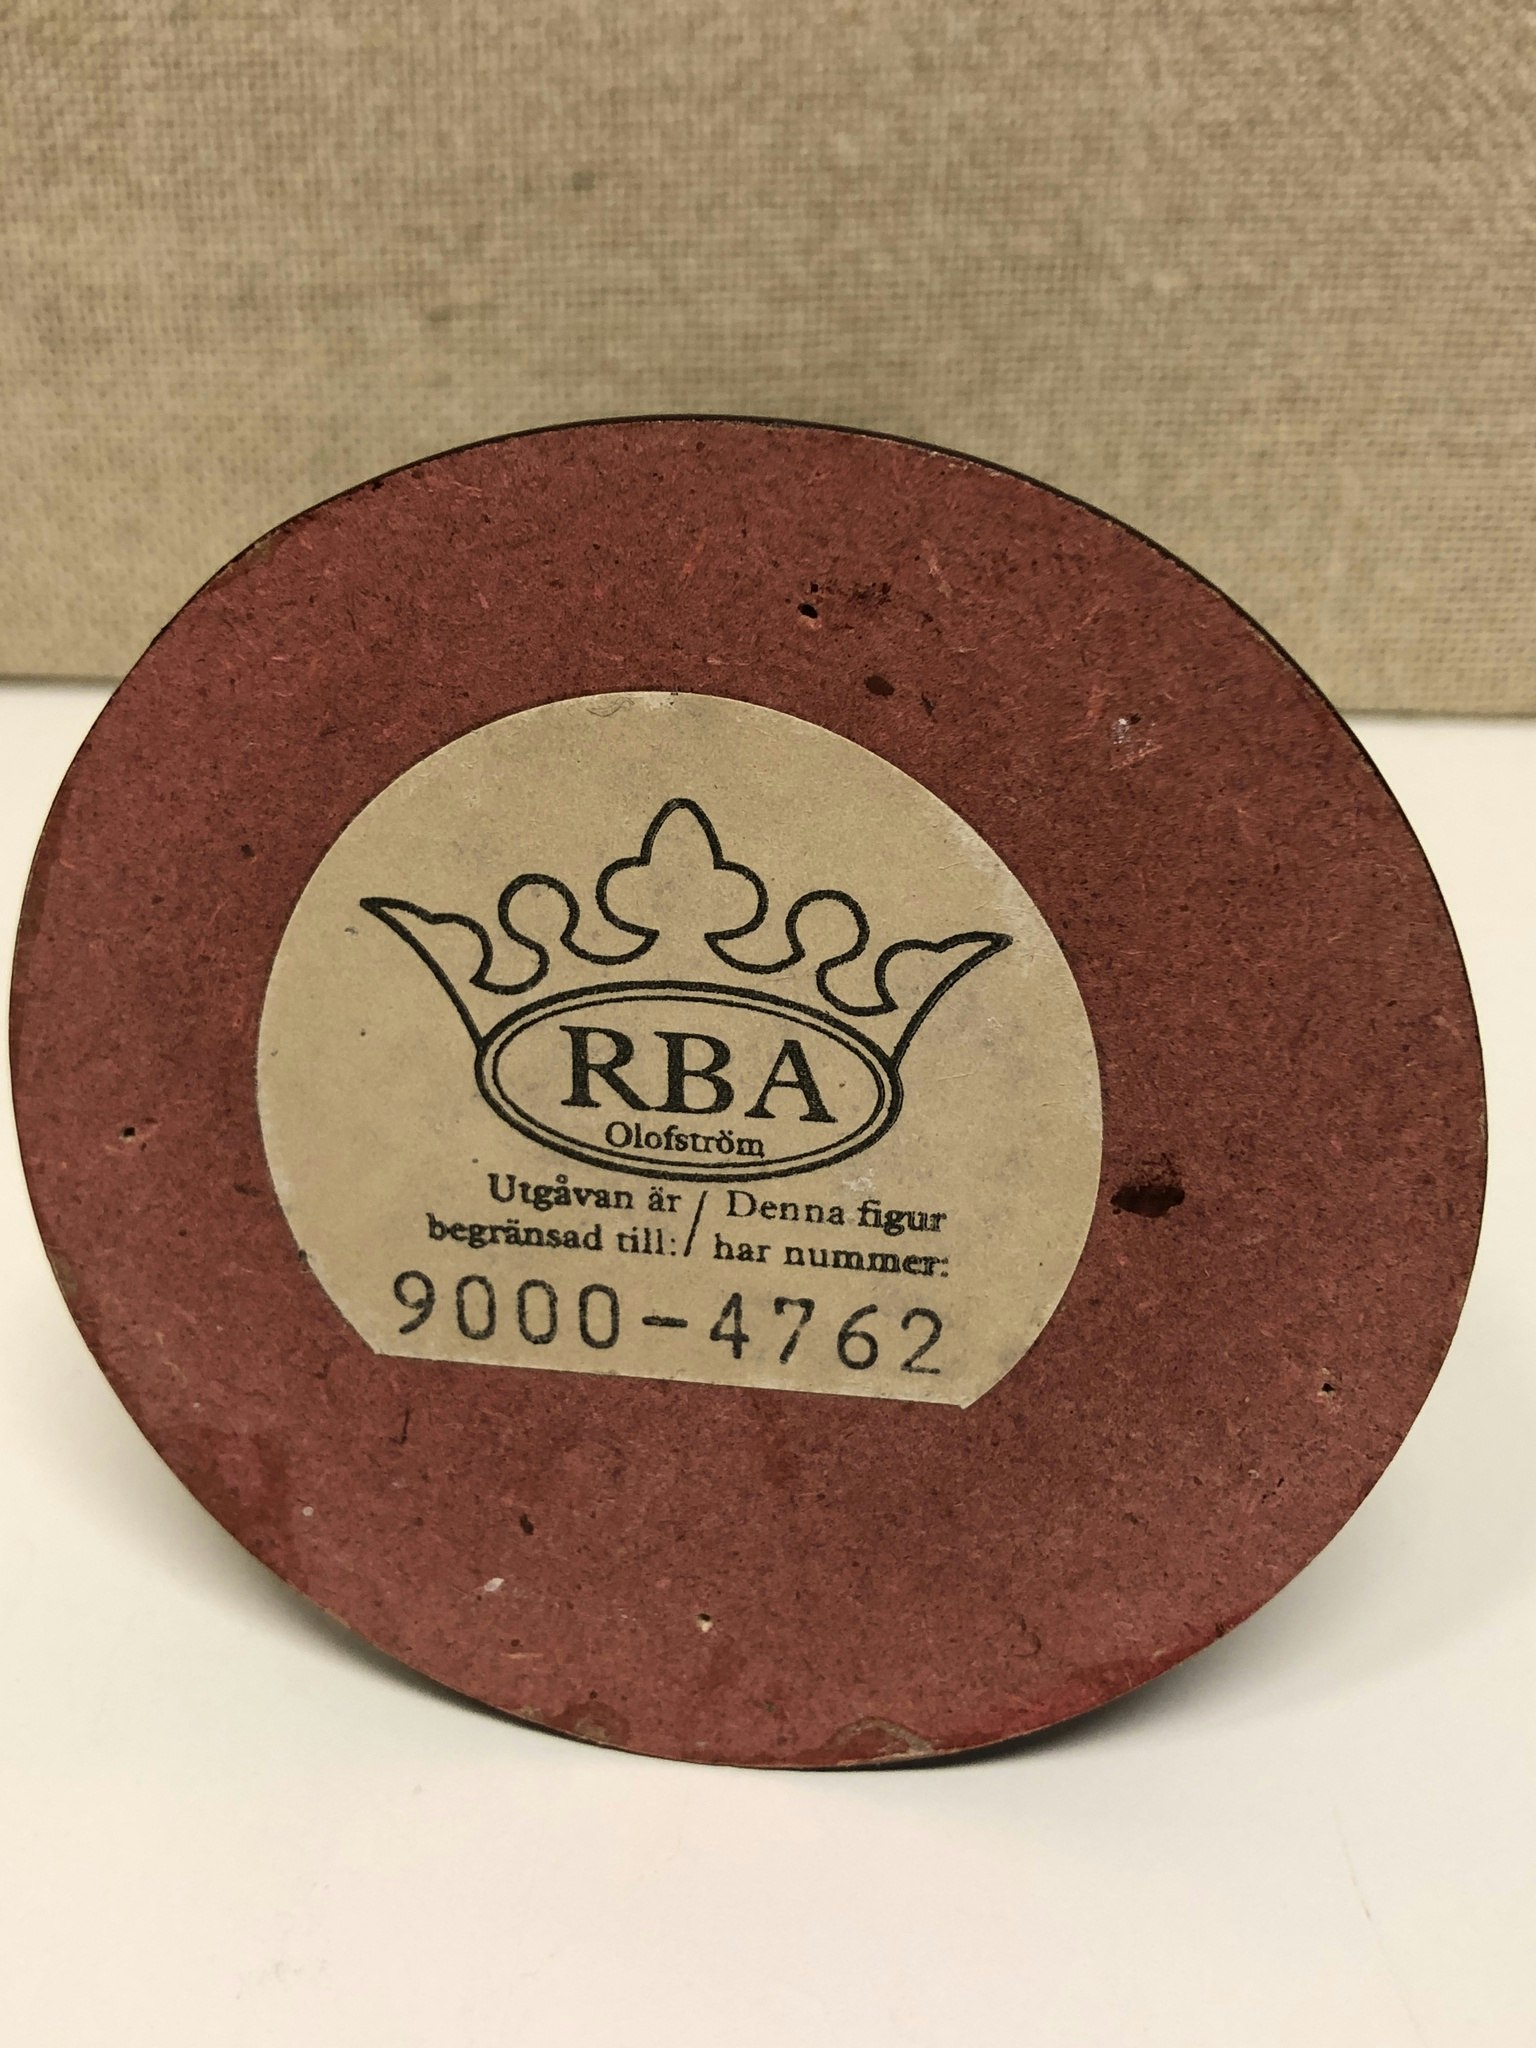 RBA
Olofström
Utgåvan är / Denna figur
begränsad till: / har nummer:
9000-4762